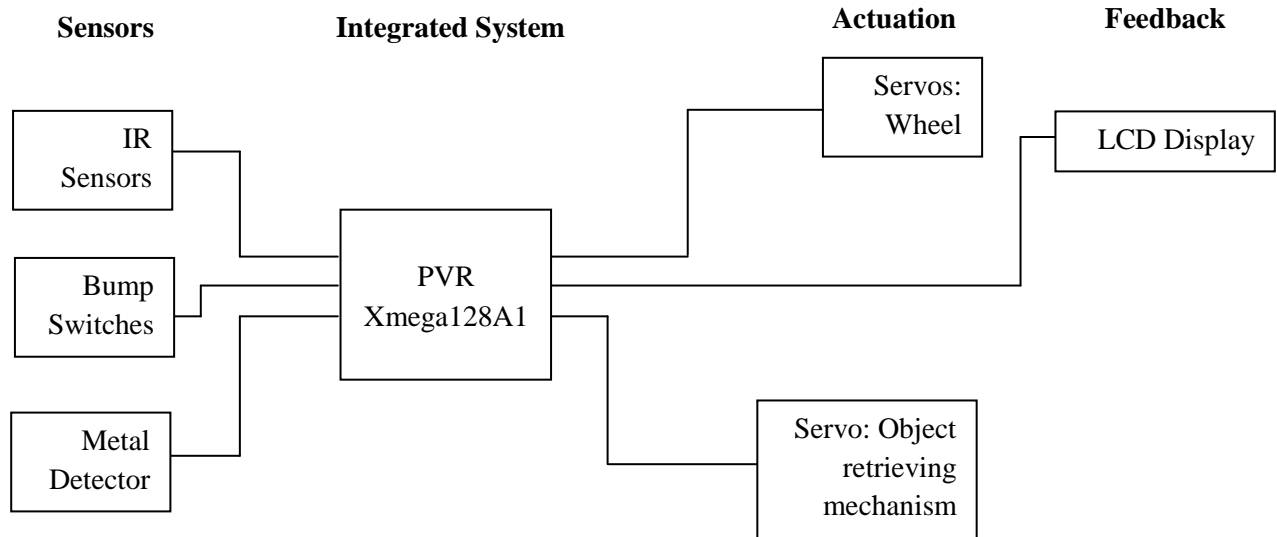 Sensors
Integrated System
Actuation
Feedback
IR
Sensors
Bump
Switches
Metal
Detector
PVR
Xmega128A1
Servos:
Wheel
LCD Display
Servo: Object
retrieving
mechanism